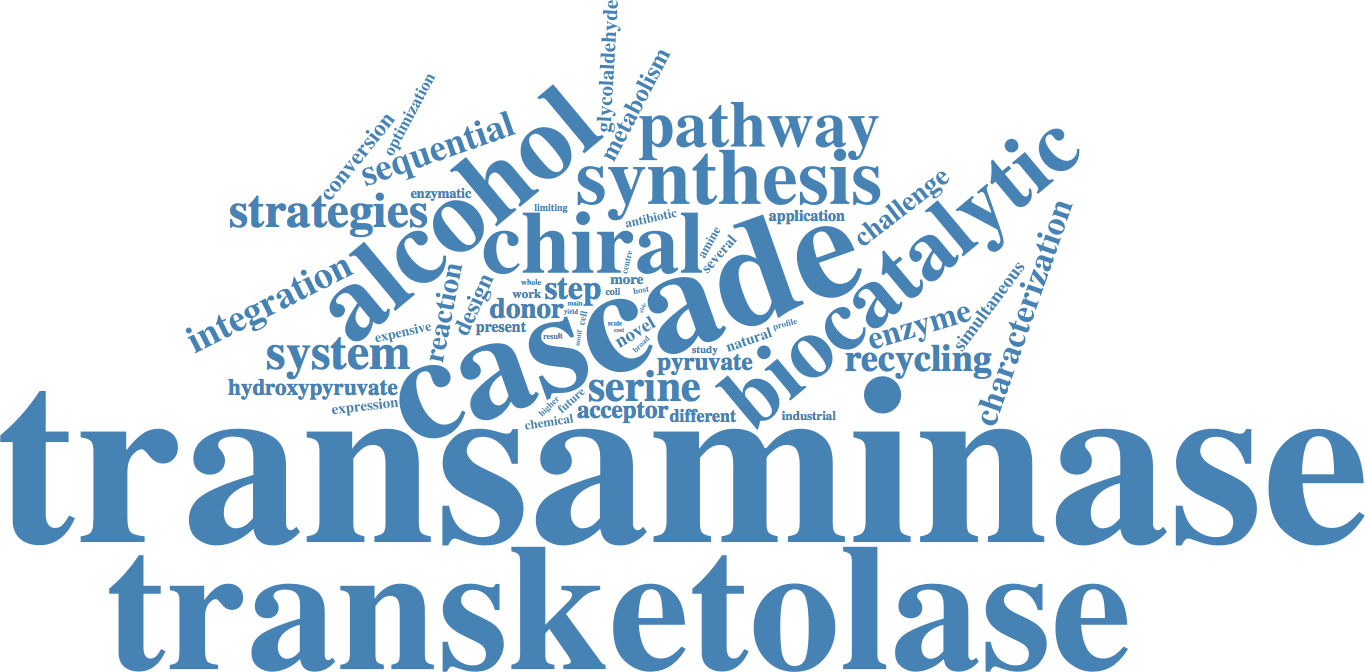 glycolaldehyde
metabolism
optimization
conversion
sequential
alcohol
pathway
synthesis
biocatalytic
strategies
enzymatic
limiting
antibiotic
application
challenge
chiral
centre
amine
several
cascade
integration
reaction
design
whole
work
step
more
coli
host
able
donor
main
yield
cell
motif
present
expensive
result
scale
cost
novel
broad
study
natural
profile
enzyme
simultaneous
characterization
system
pyruvate
recycling
hydroxypyruvate
serine
expression
higher
future
chemical
acceptor
different
industrial
transaminase
transketolase